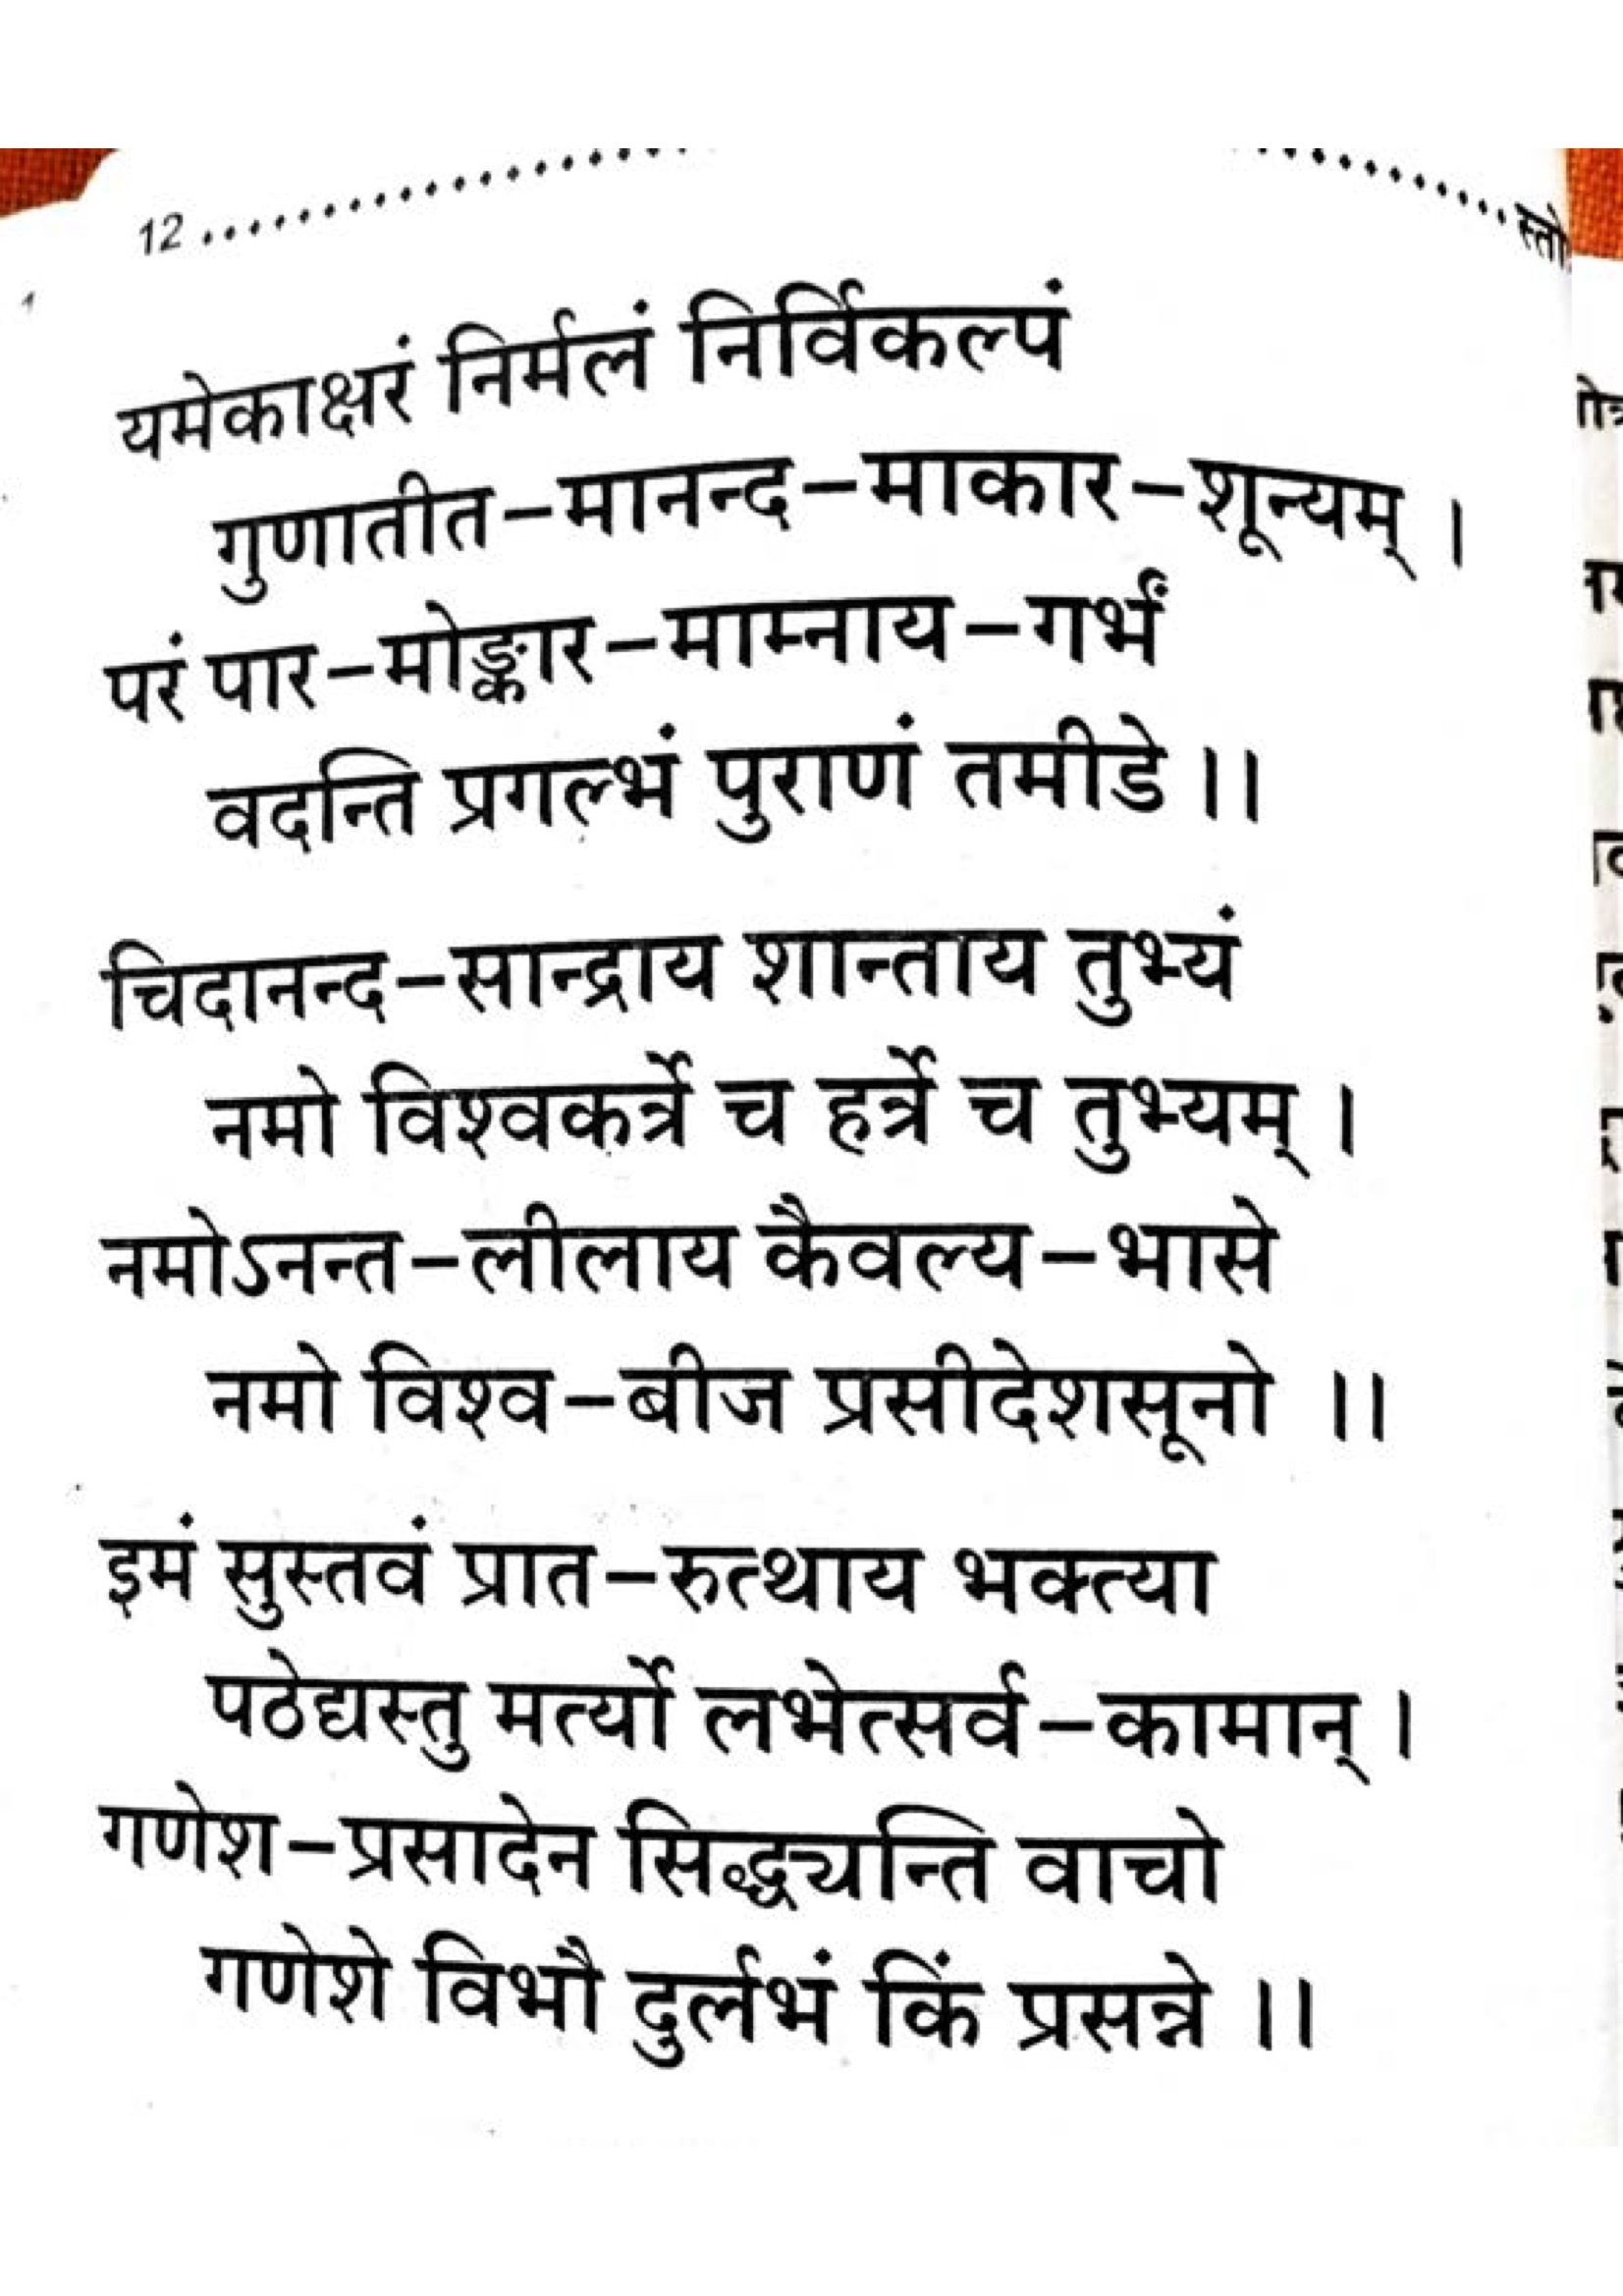 12
यमेकाक्षरं निर्मलं निर्विकल्पं
गुणातीत–मानन्द–माकार–शून्यम् ।
परं पार–मोङ्कार–माम्नाय–गर्भं
वदन्ति प्रगल्भं पुराणं तमीडे ।।
चिदानन्द–सान्द्राय शान्ताय तुभ्यं
नमो विश्वकर्त्रे च हर्त्रे च तुभ्यम् ।
नमोऽनन्त–लीलाय कैवल्य–भासे
नमो विश्व–बीज प्रसीदेशसूनो ।।
इमं सुस्तवं प्रात–रुत्थाय भक्त्या
पठेद्यस्तु मर्त्यो लभेत्सर्व–कामान् ।
गणेश–प्रसादेन सिद्ध्यन्ति वाचो
गणेशे विभौ दुर्लभं किं प्रसन्ने ।।